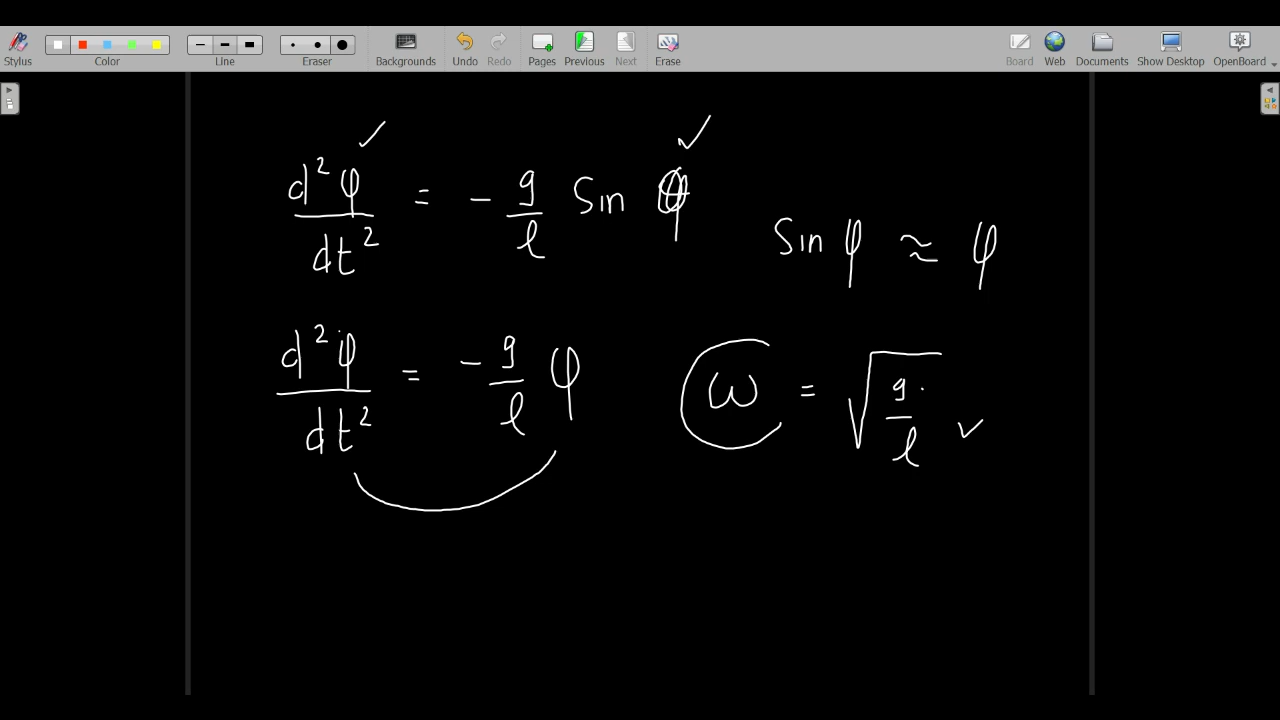 Stylus Color Line Eraser Backgrounds Undo Redo Pages Previous Next Erase Board Web Documents Show Desktop OpenBoard
d²φ/dt² = - g/l Sin φ
Sin φ ≈ φ
d²φ/dt² = - g/l φ
ω = √(g/l)